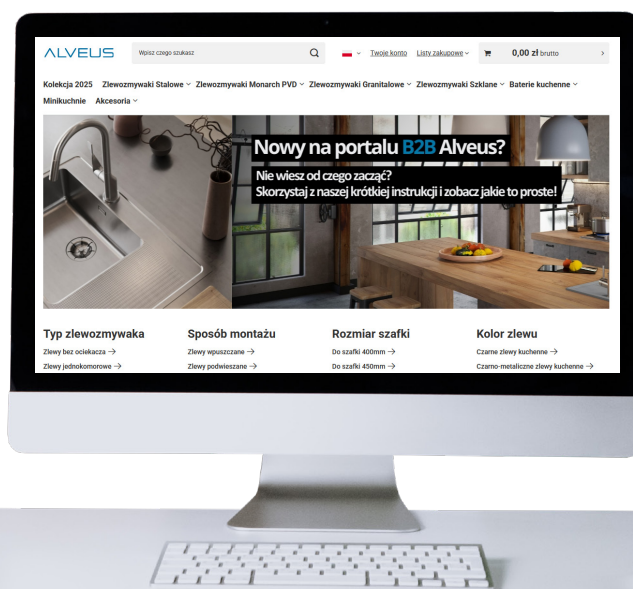 ALVEUS
Wpisz czego szukasz
Twoje konto
Listy zakupowe
0,00 zł brutto
Kolekcja 2025 Zlewozmywaki Stalowe Zlewozmywaki Monarch PVD Zlewozmywaki Granitalowe Zlewozmywaki Szklane Baterie kuchenne
Minikuchnie Akcesoria
Nowy na portalu B2B Alveus?
Nie wiesz od czego zacząć?
Skorzystaj z naszej krótkiej instrukcji i zobacz jakie to proste!
Typ zlewozmywaka Sposób montażu Rozmiar szafki Kolor zlewu
Zlewy bez ociekacza → Zlewy wpuszczane → Do szafki 400mm → Czarne zlewy kuchenne →
Zlewy jednokomorowe → Zlewy podwieszane → Do szafki 450mm → Czarno-metaliczne zlewy kuchenne →